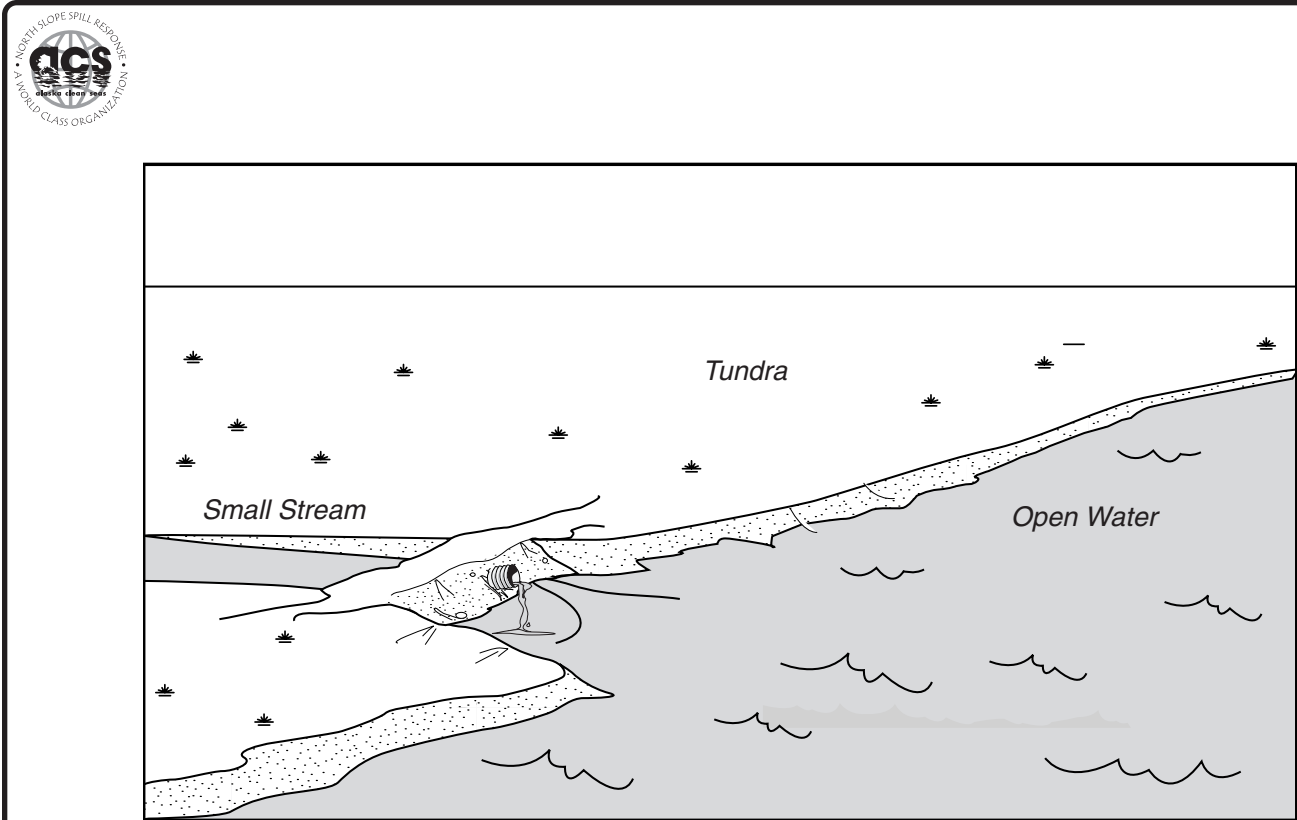 • NORTH SLOPE SPILL RESPONSE •
acs
alaska clean seas
A WORLD CLASS ORGANIZATION
Tundra
Small Stream
Open Water